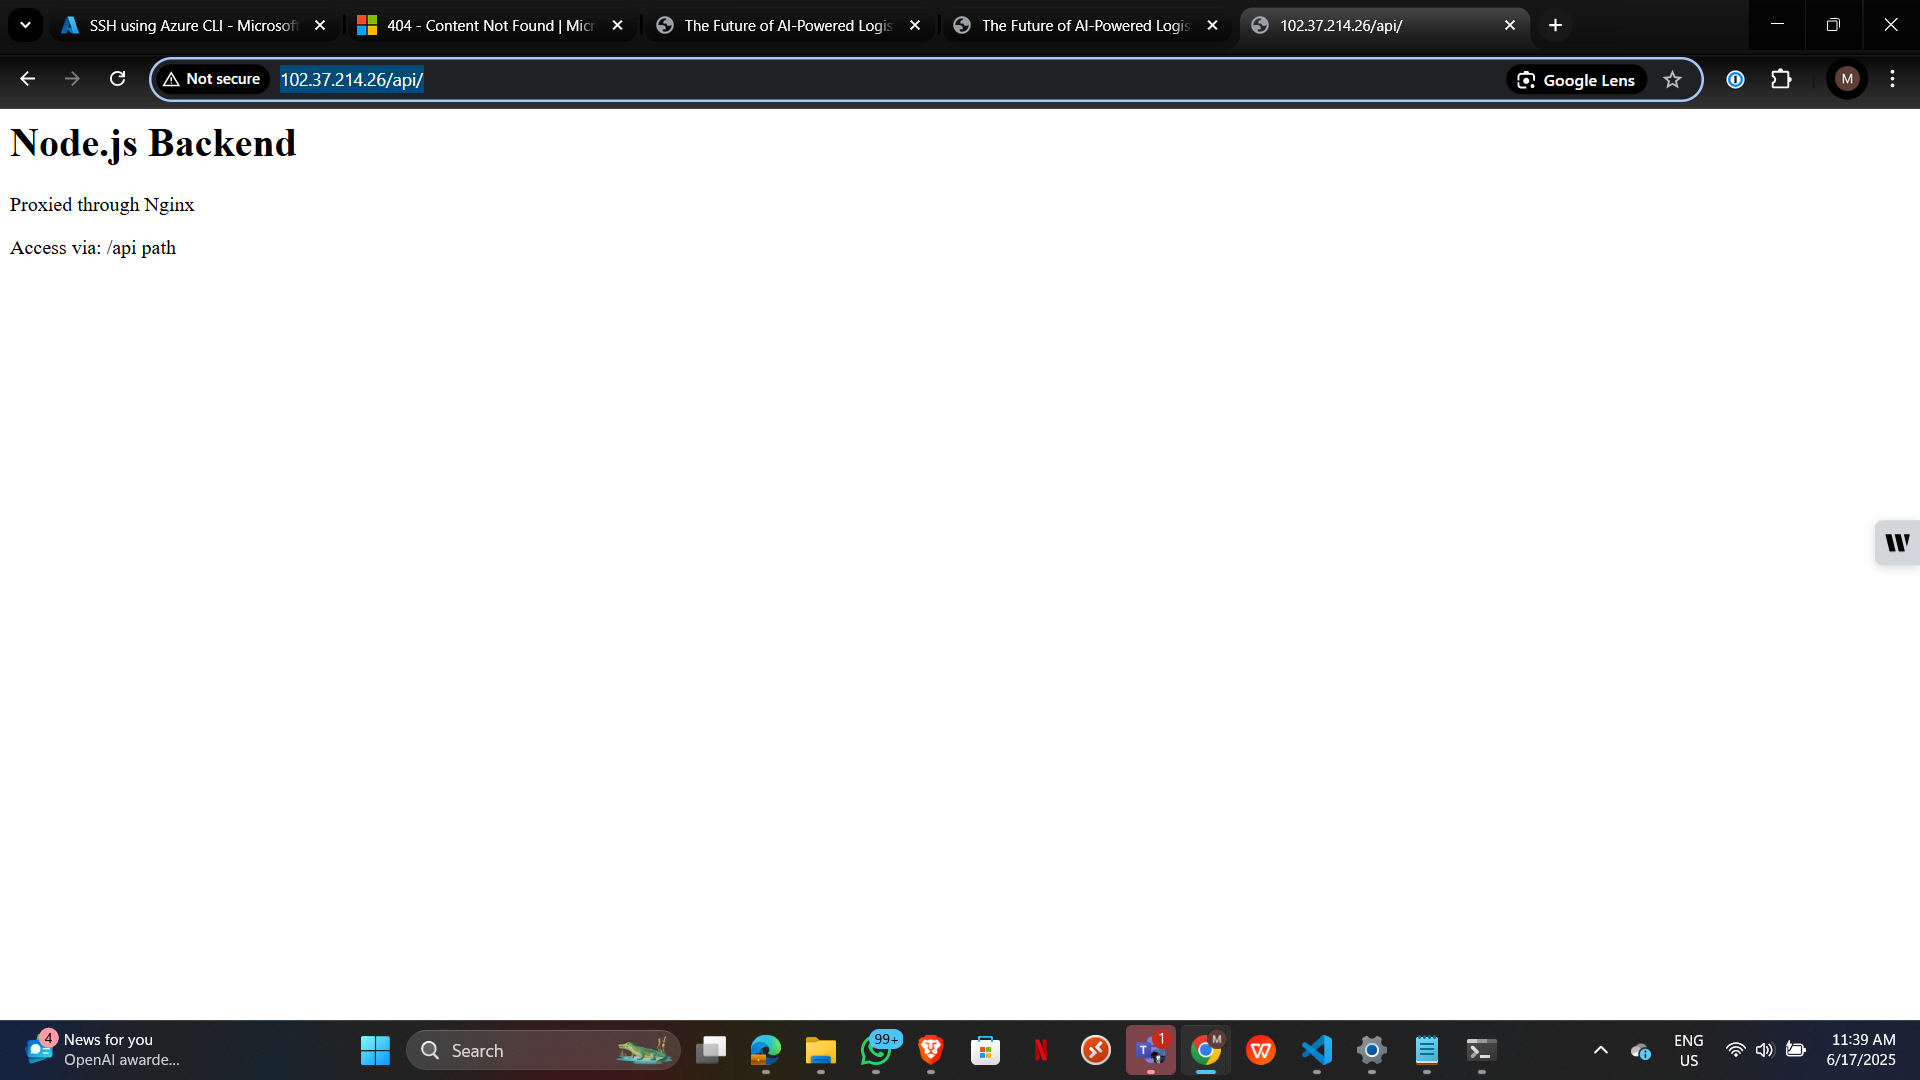 SSH using Azure CLI - Microsoft
404 - Content Not Found | Micr
The Future of AI-Powered Logis
The Future of AI-Powered Logis
102.37.214.26/api/
Not secure
102.37.214.26/api/
Google Lens
M
Node.js Backend
Proxied through Nginx
Access via: /api path
W
4
News for you
OpenAI awarde...
Search
99+
N
T
1
M
W
ENG
US
11:39 AM
6/17/2025